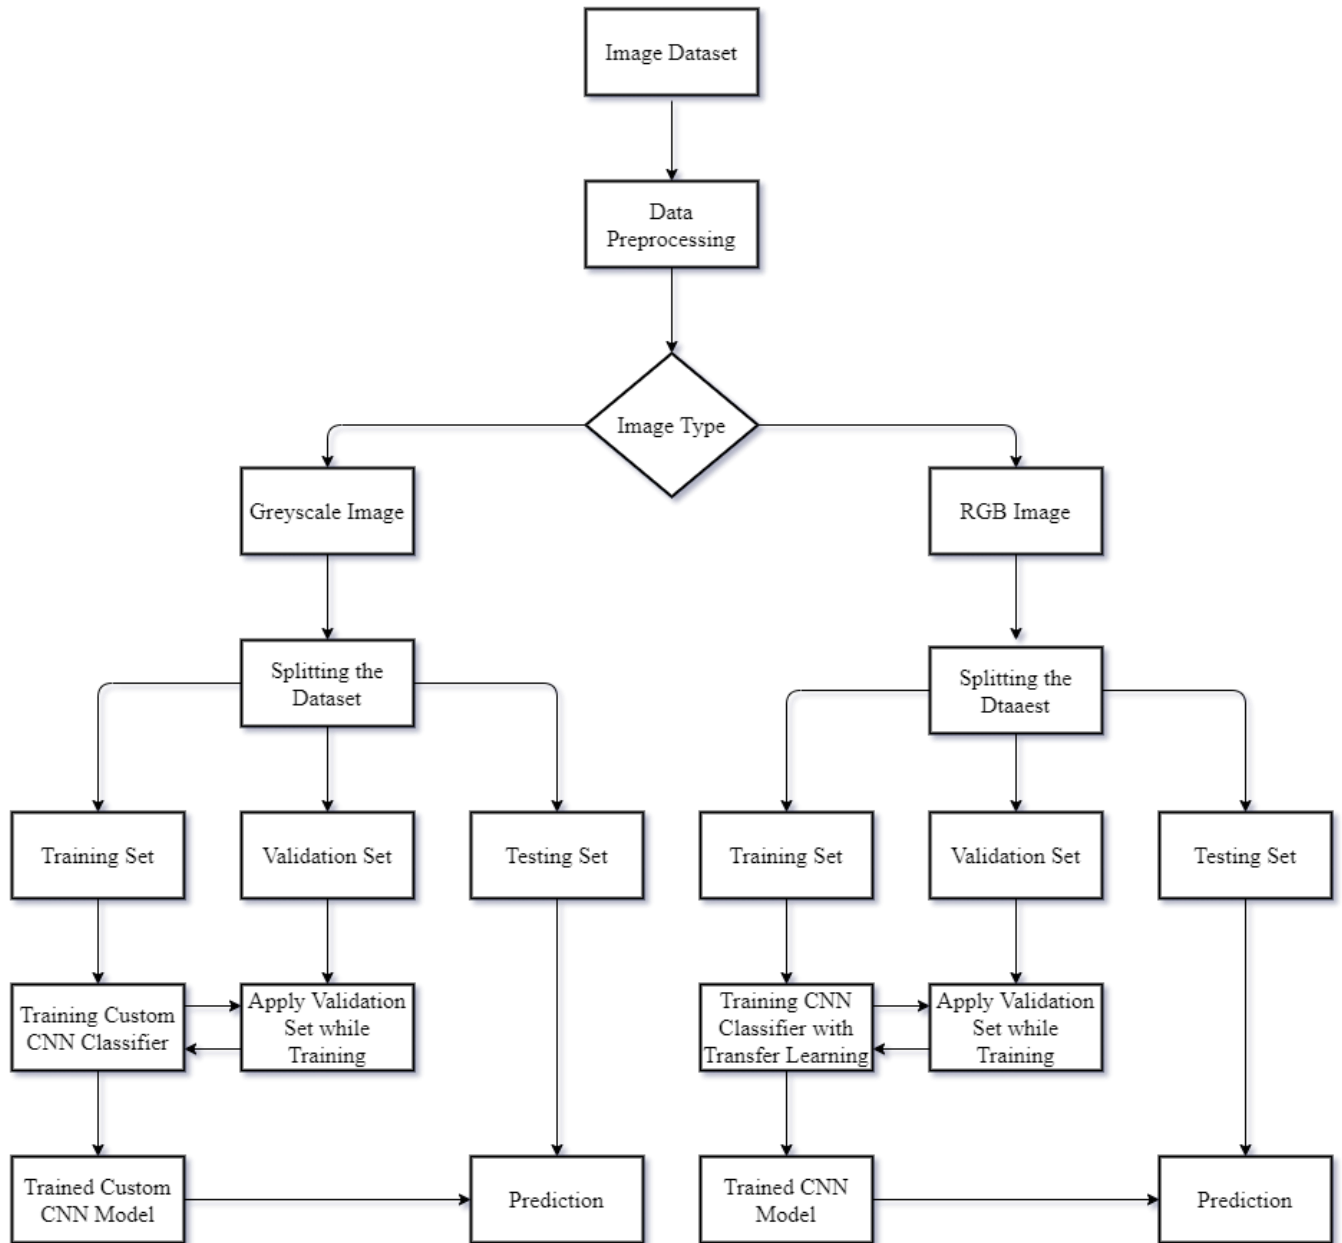 Image Dataset
Data
Preprocessing
Image Type
Greyscale Image
RGB Image
Splitting the
Dataset
Splitting the
Dtaaest
Training Set
Validation Set
Testing Set
Training Set
Validation Set
Testing Set
Training Custom
CNN Classifier
Apply Validation
Set while
Training
Training CNN
Classifier with
Transfer Learning
Apply Validation
Set while
Training
Trained Custom
CNN Model
Prediction
Trained CNN
Model
Prediction